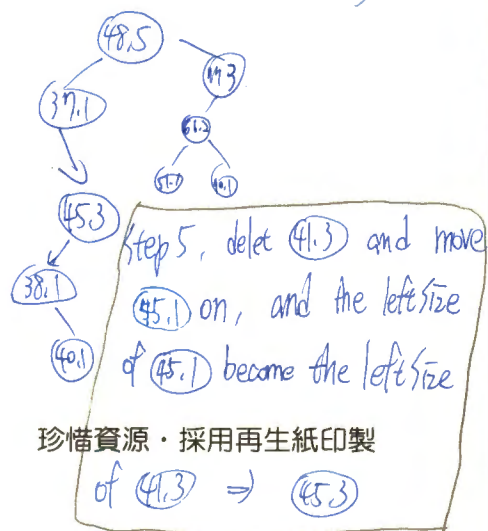 48.5
37.1
45.3
38.1
40.1
Step 5, delet 41.3 and move
45.1 on, and the left size
of 45.1 become the left size
珍惜資源・採用再生紙印製
of 41.3 ⇒ 45.3